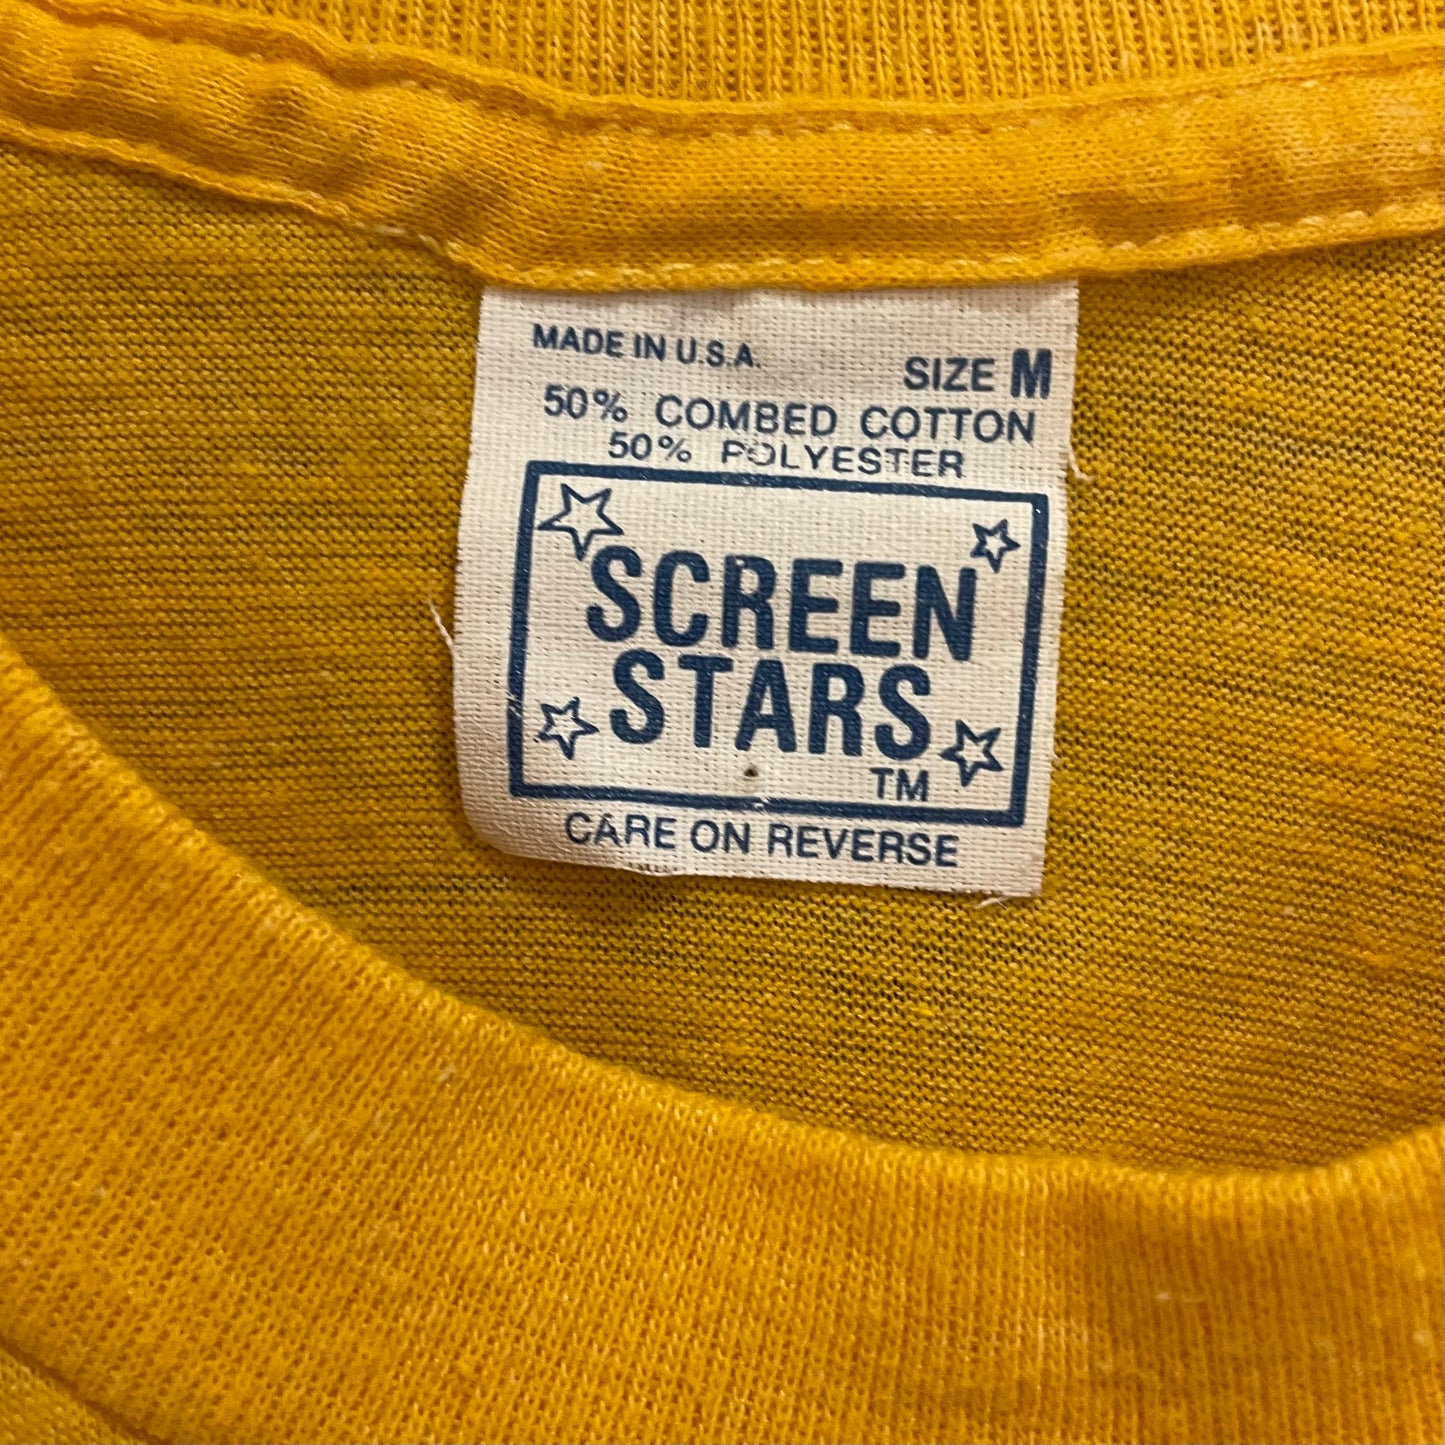 MADE IN U.S.A.
SIZE M
50% COMBED COTTON
50% POLYESTER
SCREEN
STARS
TM
CARE ON REVERSE